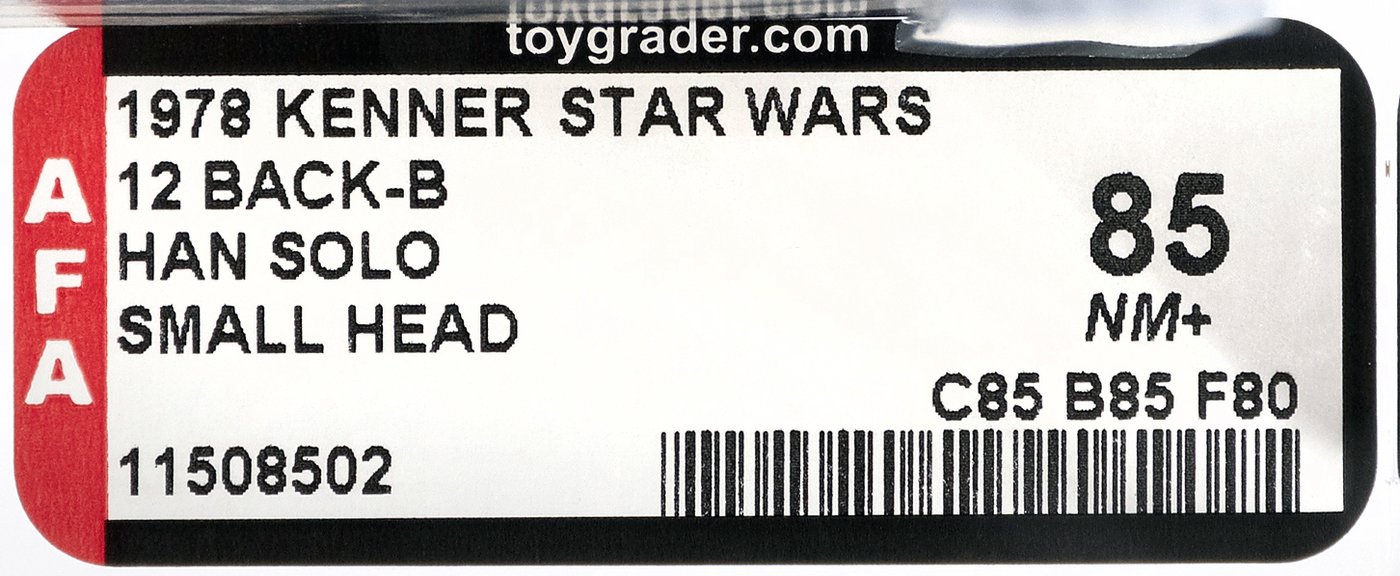 toygrader.com
1978 KENNER STAR WARS
12 BACK-B
HAN SOLO
SMALL HEAD
85
NM+
C85 B85 F80
11508502
AFA